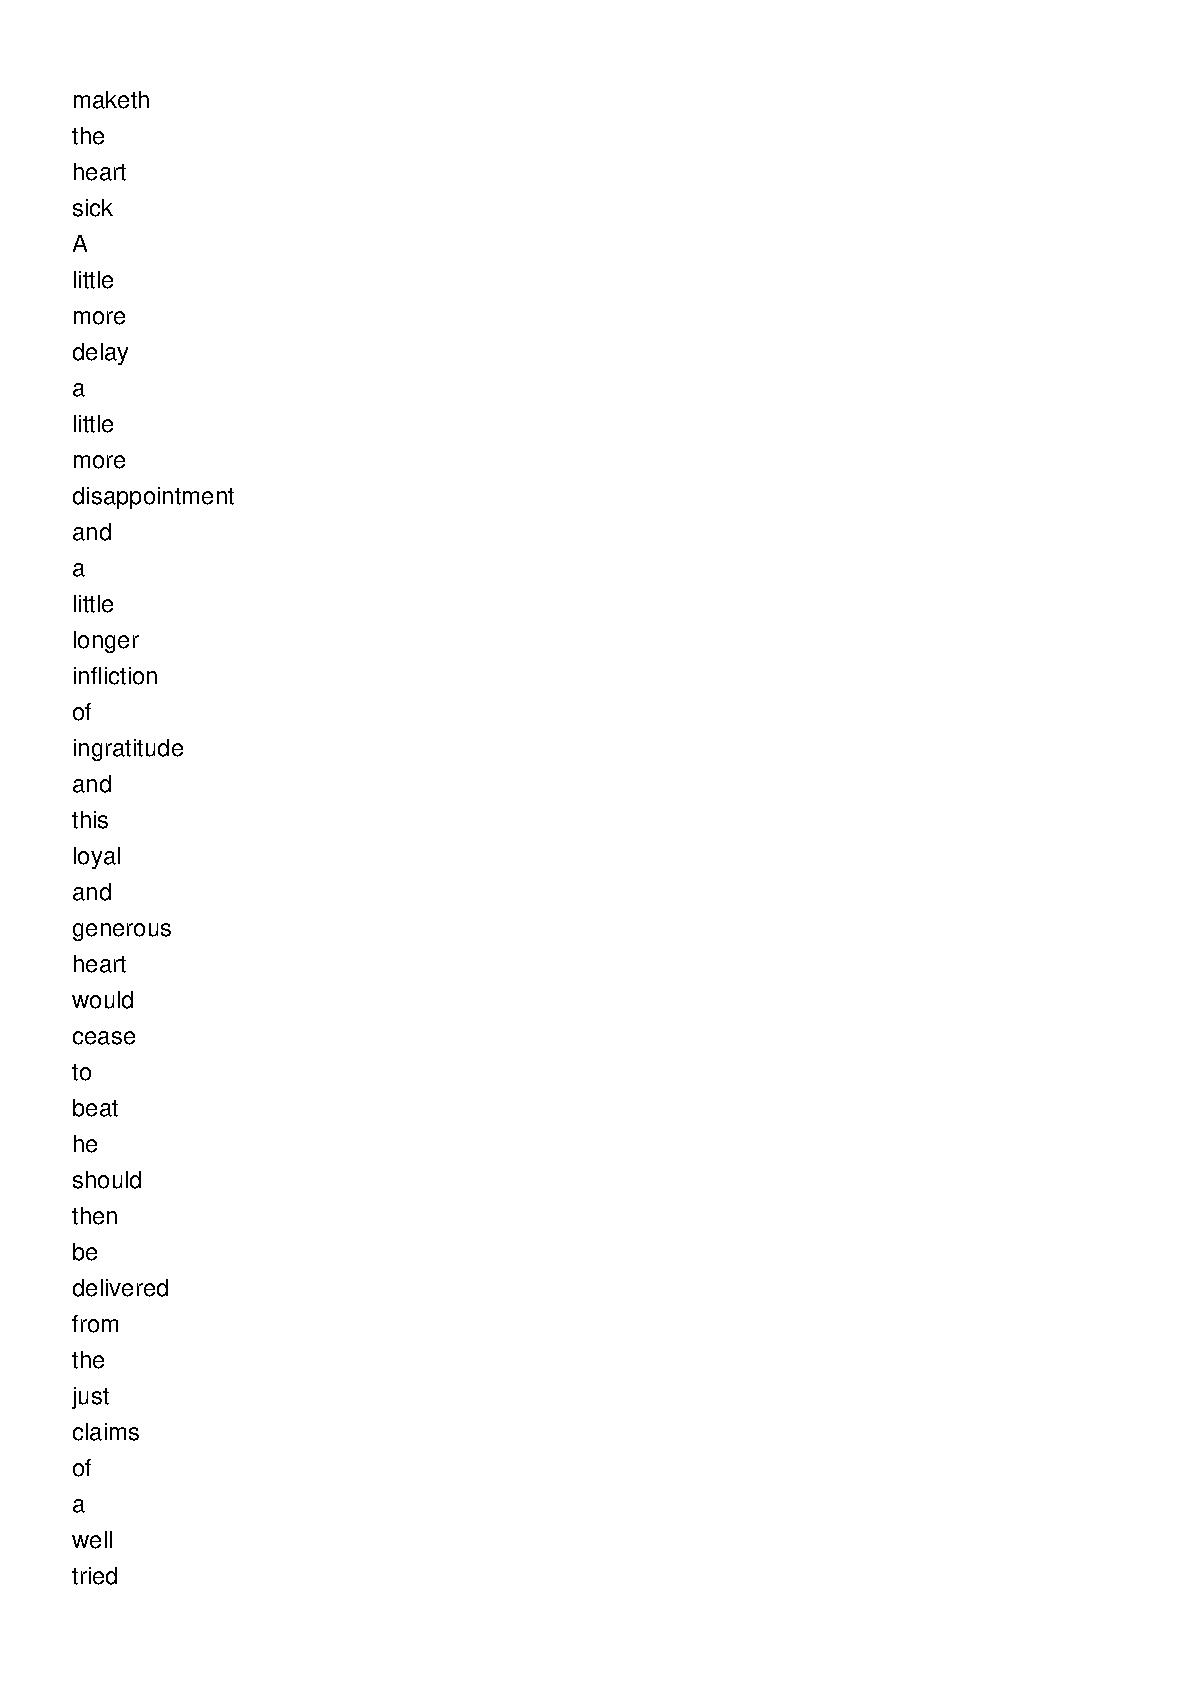 maketh
the
heart
sick
A
little
more
delay
a
little
more
disappointment
and
a
little
longer
infliction
of
ingratitude
and
this
loyal
and
generous
heart
would
cease
to
beat
he
should
then
be
delivered
from
the
just
claims
of
a
well
tried